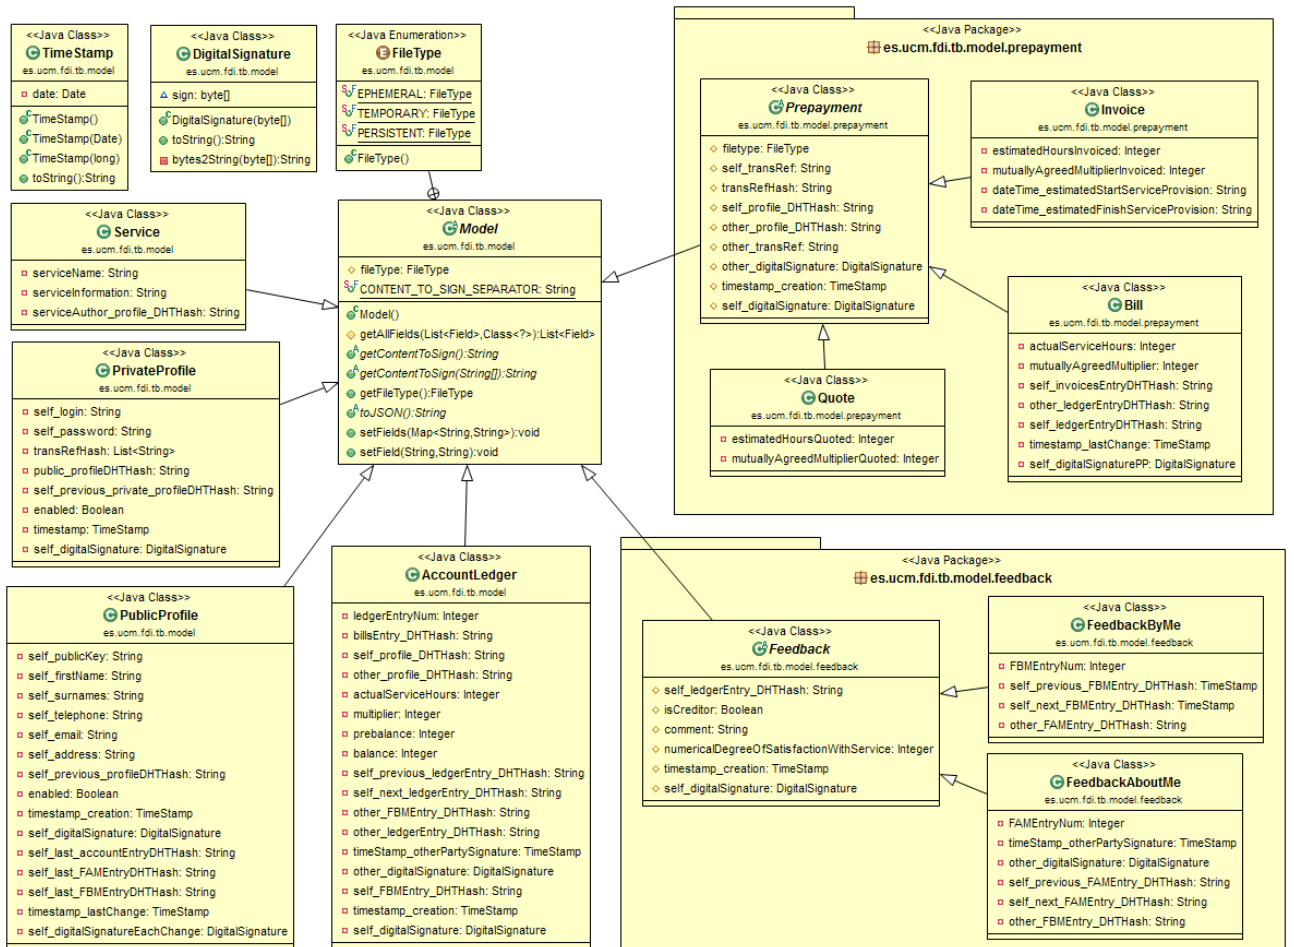 <<Java Class>>
TimeStamp
es.ucm.fdi.tb.model
date: Date
TimeStamp()
TimeStamp(Date)
TimeStamp(long)
toString():String
<<Java Class>>
DigitalSignature
es.ucm.fdi.tb.model
sign: byte[]
DigitalSignature(byte[])
toString():String
bytes2String(byte[]):String
<<Java Enumeration>>
FileType
es.ucm.fdi.tb.model
EPHEMERAL: FileType
TEMPORARY: FileType
PERSISTENT: FileType
FileType()
<<Java Class>>
Service
es.ucm.fdi.tb.model
serviceName: String
serviceInformation: String
serviceAuthor_profile_DHTHash: String
<<Java Class>>
Model
es.ucm.fdi.tb.model
fileType: FileType
CONTENT_TO_SIGN_SEPARATOR: String
Model()
getAllFields(List<Field>,Class<?>):List<Field>
getContentToSign():String
getContentToSign(String[]):String
getFileType():FileType
toJSON():String
setFields(Map<String,String>):void
setField(String,String):void
<<Java Class>>
PrivateProfile
es.ucm.fdi.tb.model
self_login: String
self_password: String
transRefHash: List<String>
public_profileDHTHash: String
self_previous_private_profileDHTHash: String
enabled: Boolean
timestamp: TimeStamp
self_digitalSignature: DigitalSignature
<<Java Class>>
PublicProfile
es.ucm.fdi.tb.model
self_publicKey: String
self_firstName: String
self_surnames: String
self_telephone: String
self_email: String
self_address: String
self_previous_profileDHTHash: String
enabled: Boolean
timestamp_creation: TimeStamp
self_digitalSignature: DigitalSignature
self_last_accountEntryDHTHash: String
self_last_FAMEntryDHTHash: String
self_last_FBMEntryDHTHash: String
timestamp_lastChange: TimeStamp
self_digitalSignatureEachChange: DigitalSignature
<<Java Class>>
AccountLedger
es.ucm.fdi.tb.model
ledgerEntryNum: Integer
billsEntry_DHTHash: String
self_profile_DHTHash: String
other_profile_DHTHash: String
actualServiceHours: Integer
multiplier: Integer
prebalance: Integer
balance: Integer
self_previous_ledgerEntry_DHTHash: String
self_next_ledgerEntry_DHTHash: String
other_FBMEntry_DHTHash: String
other_ledgerEntry_DHTHash: String
timeStamp_otherPartySignature: TimeStamp
other_digitalSignature: DigitalSignature
self_FBMEntry_DHTHash: String
timestamp_creation: TimeStamp
self_digitalSignature: DigitalSignature
<<Java Package>>
es.ucm.fdi.tb.model.prepayment
<<Java Class>>
Prepayment
es.ucm.fdi.tb.model.prepayment
filetype: FileType
self_transRef: String
transRefHash: String
self_profile_DHTHash: String
other_profile_DHTHash: String
other_transRef: String
other_digitalSignature: DigitalSignature
timestamp_creation: TimeStamp
self_digitalSignature: DigitalSignature
<<Java Class>>
Invoice
es.ucm.fdi.tb.model.prepayment
estimatedHoursInvoiced: Integer
mutuallyAgreedMultiplierInvoiced: Integer
dateTime_estimatedStartServiceProvision: String
dateTime_estimatedFinishServiceProvision: String
<<Java Class>>
Bill
es.ucm.fdi.tb.model.prepayment
actualServiceHours: Integer
mutuallyAgreedMultiplier: Integer
self_invoicesEntryDHTHash: String
other_ledgerEntryDHTHash: String
self_ledgerEntryDHTHash: String
timestamp_lastChange: TimeStamp
self_digitalSignaturePP: DigitalSignature
<<Java Class>>
Quote
es.ucm.fdi.tb.model.prepayment
estimatedHoursQuoted: Integer
mutuallyAgreedMultiplierQuoted: Integer
<<Java Package>>
es.ucm.fdi.tb.model.feedback
<<Java Class>>
Feedback
es.ucm.fdi.tb.model.feedback
self_ledgerEntry_DHTHash: String
isCreditor: Boolean
comment: String
numericalDegreeOfSatisfactionWithService: Integer
timestamp_creation: TimeStamp
self_digitalSignature: DigitalSignature
<<Java Class>>
FeedbackByMe
es.ucm.fdi.tb.model.feedback
FBMEntryNum: Integer
self_previous_FBMEntry_DHTHash: TimeStamp
self_next_FBMEntry_DHTHash: TimeStamp
other_FAMEntry_DHTHash: String
<<Java Class>>
FeedbackAboutMe
es.ucm.fdi.tb.model.feedback
FAMEntryNum: Integer
timeStamp_otherPartySignature: TimeStamp
other_digitalSignature: DigitalSignature
self_previous_FAMEntry_DHTHash: String
self_next_FAMEntry_DHTHash: String
other_FBMEntry_DHTHash: String